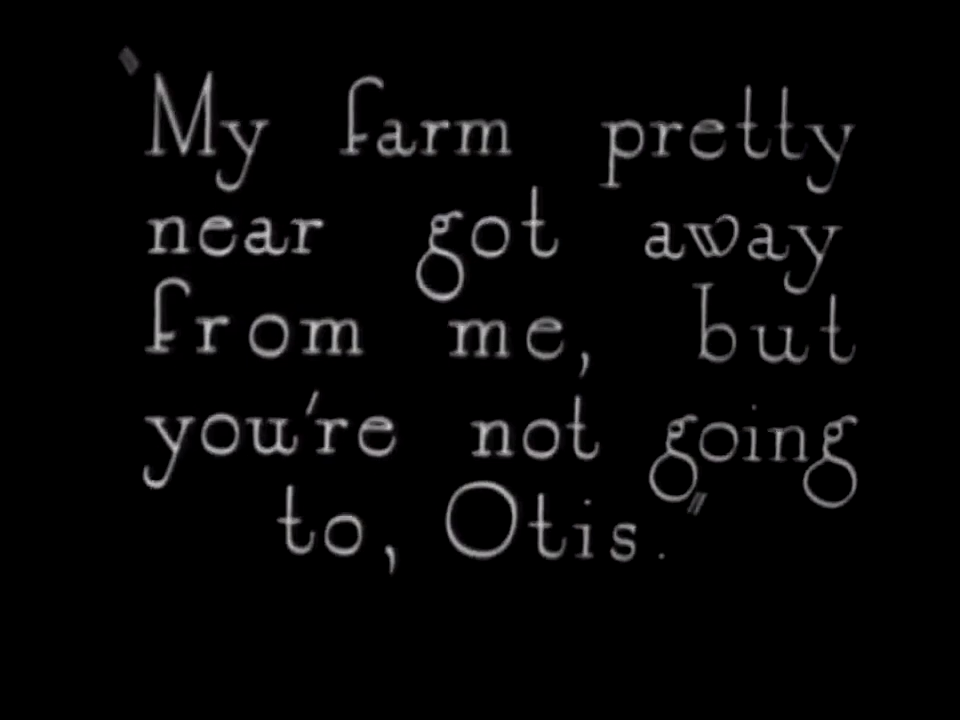 "My farm pretty
near got away
from me, but
you're not going
to, Otis."